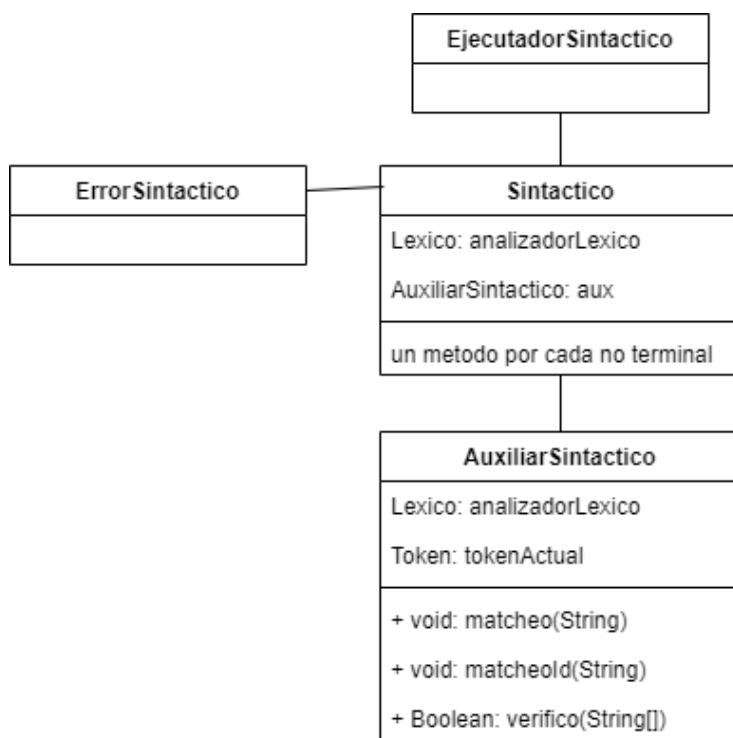 EjecutadorSintactico
ErrorSintactico
Sintactico
Lexico: analizadorLexico
AuxiliarSintactico: aux
un metodo por cada no terminal
AuxiliarSintactico
Lexico: analizadorLexico
Token: tokenActual
+ void: matcheo(String)
+ void: matcheoId(String)
+ Boolean: verifico(String[])